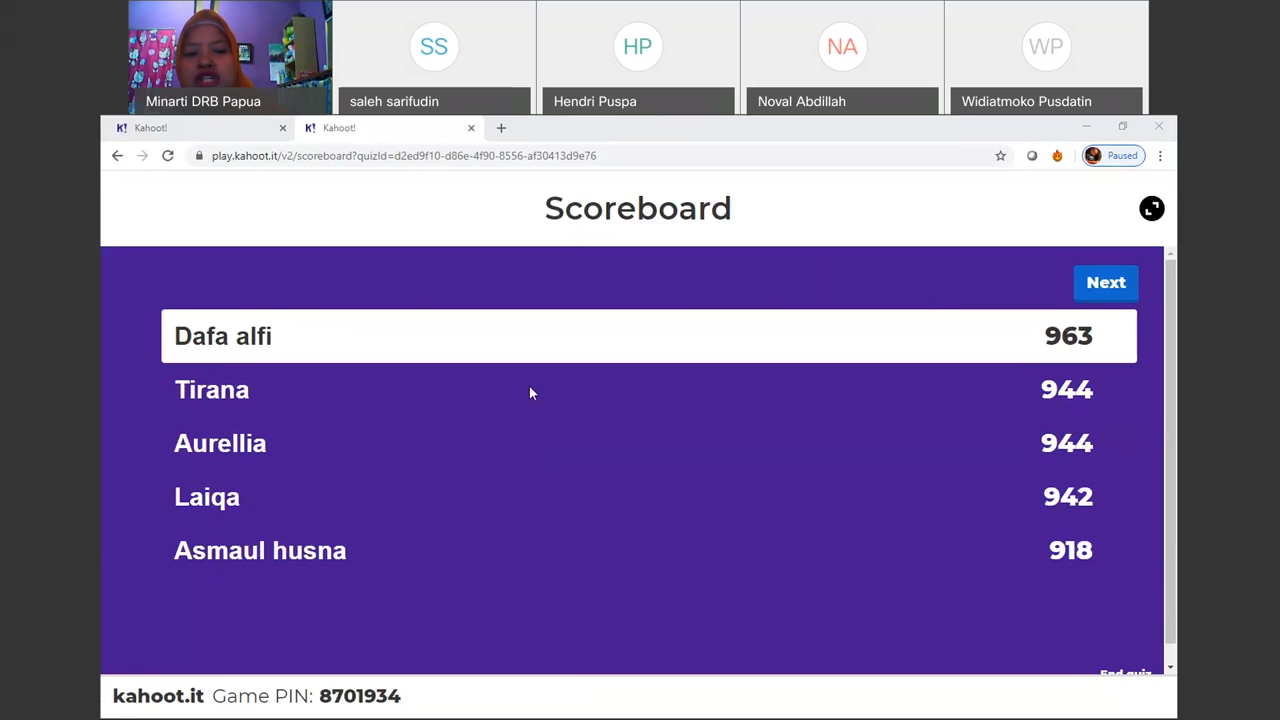 SS
HP
NA
WP
Minarti DRB Papua
saleh sarifudin
Hendri Puspa
Noval Abdillah
Widiatmoko Pusdatin
K! Kahoot!
K! Kahoot!
play.kahoot.it/v2/scoreboard?quizId=d2ed9f10-d86e-4f90-8556-af30413d9e76
Paused
Scoreboard
Next
Dafa alfi 963
Tirana 944
Aurellia 944
Laiqa 942
Asmaul husna 918
End quiz
kahoot.it Game PIN: 8701934